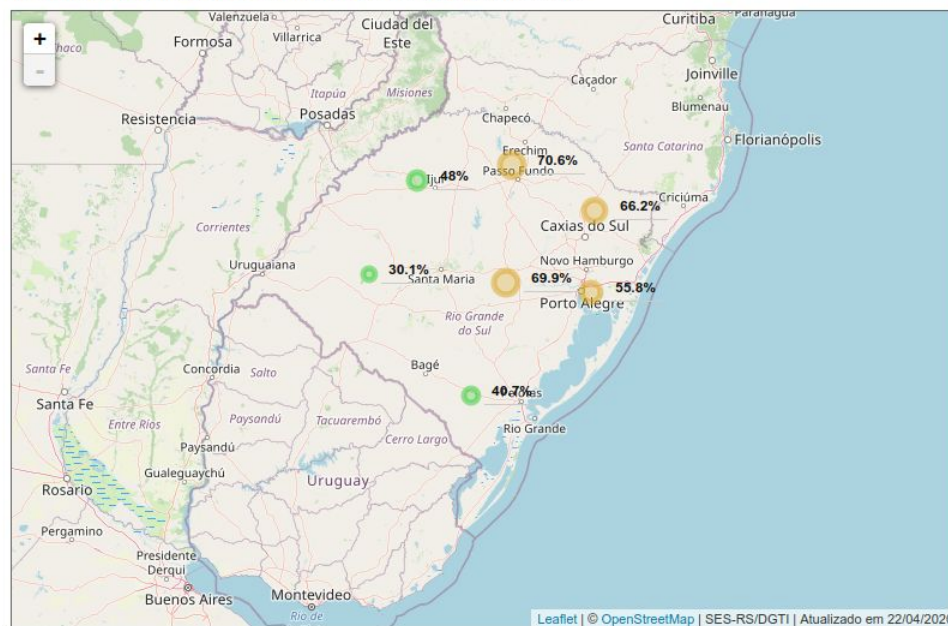 Valenzuela
Ciudad del
Este
Curitiba
Paranaguá
Formosa
Villarrica
Chaco
+
-
Itapúa
Misiones
Caçador
Joinville
Resistencia
Posadas
Chapecó
Blumenau
Santa Catarina
Florianópolis
Erechim
70.6%
Passo Fundo
48%
66.2%
Criciúma
Caxias do Sul
Corrientes
Uruguaiana
30.1%
Santa Maria
69.9%
Novo Hamburgo
55.8%
Porto Alegre
Rio Grande
do Sul
Bagé
Santa Fe
Concordia
Salto
40.7%
Santa Fe
Entre Ríos
Paysandú
Tacuarembó
Cerro Largo
Rio Grande
Paysandú
Gualeguaychú
Uruguay
Rosario
Pergamino
Presidente
Derqui
Buenos Aires
Montevideo
Río de
Leaflet | © OpenStreetMap | SES-RS/DGTI | Atualizado em 22/04/202